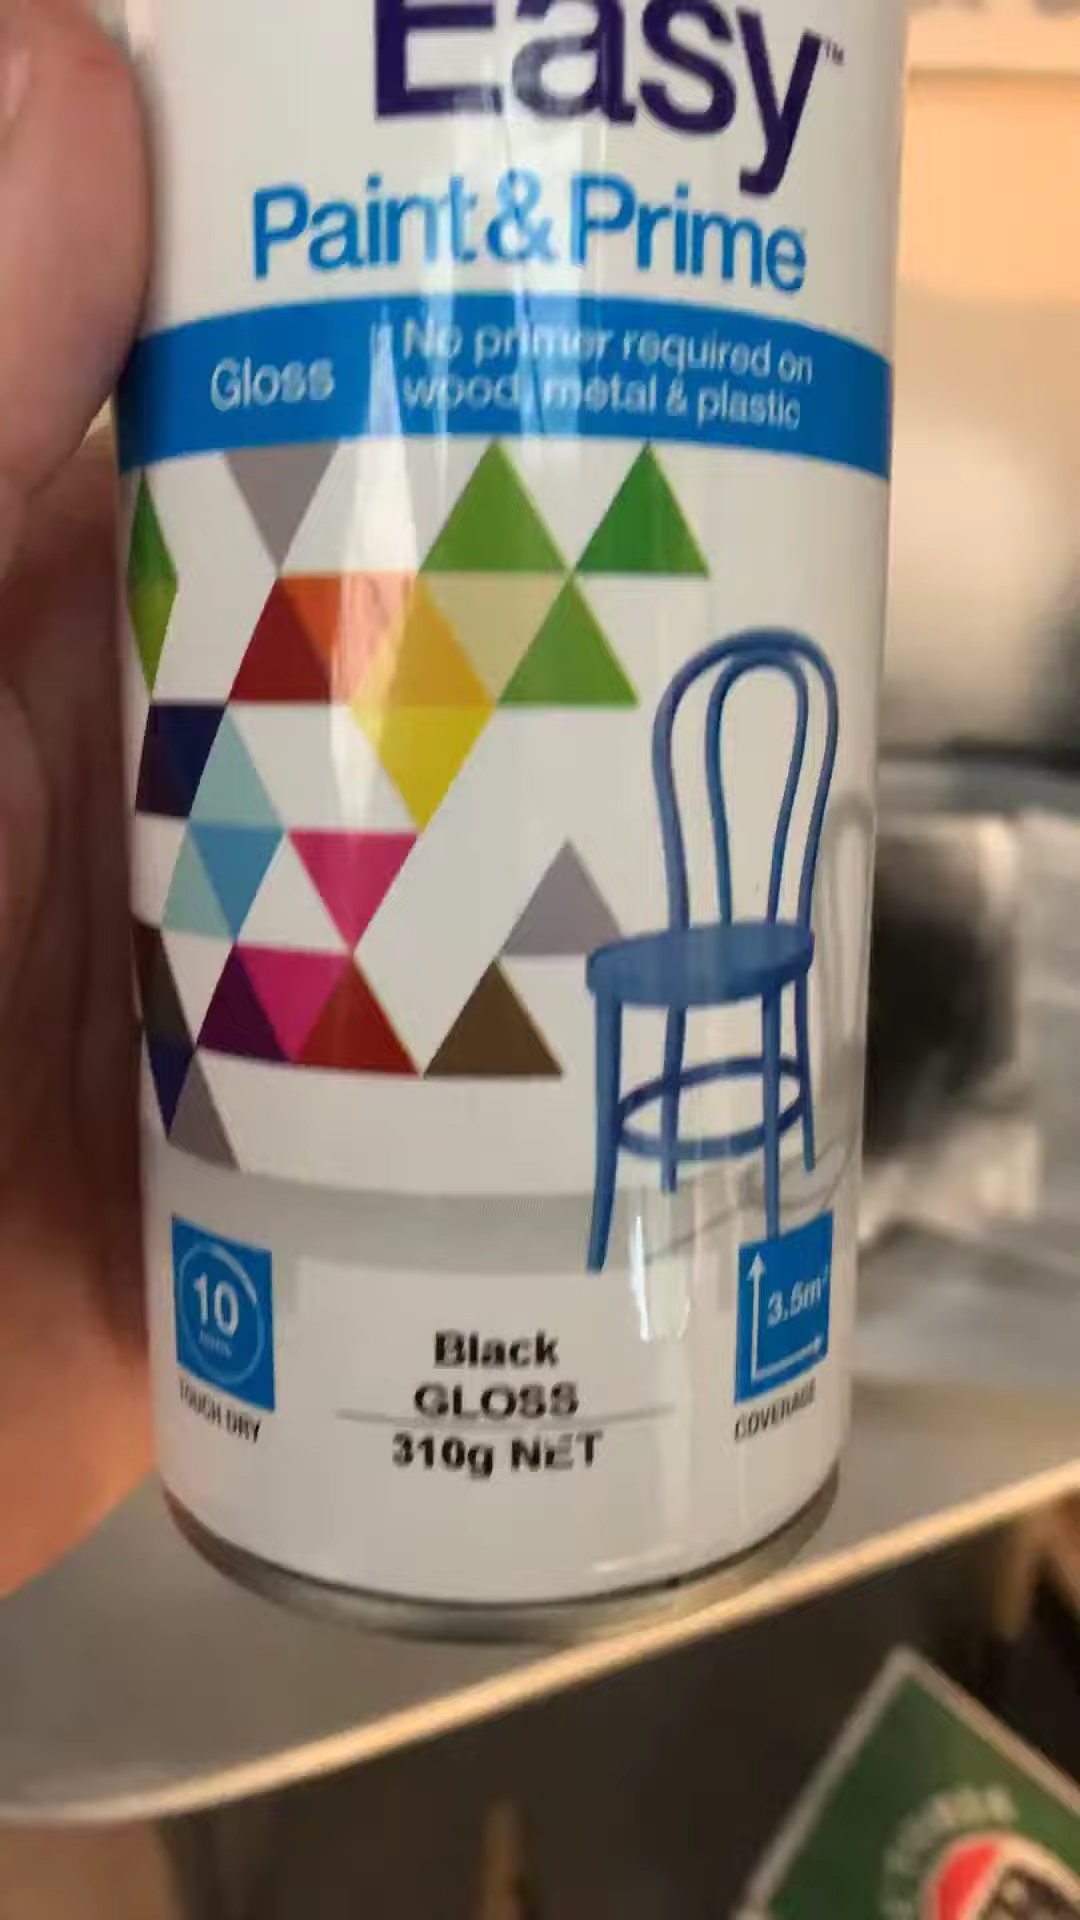 Easy™
Paint & Prime
Gloss
No primer required on
wood, metal & plastic
10
TOUCH DRY
3.5m²
COVERAGE
Black
GLOSS
310g NET